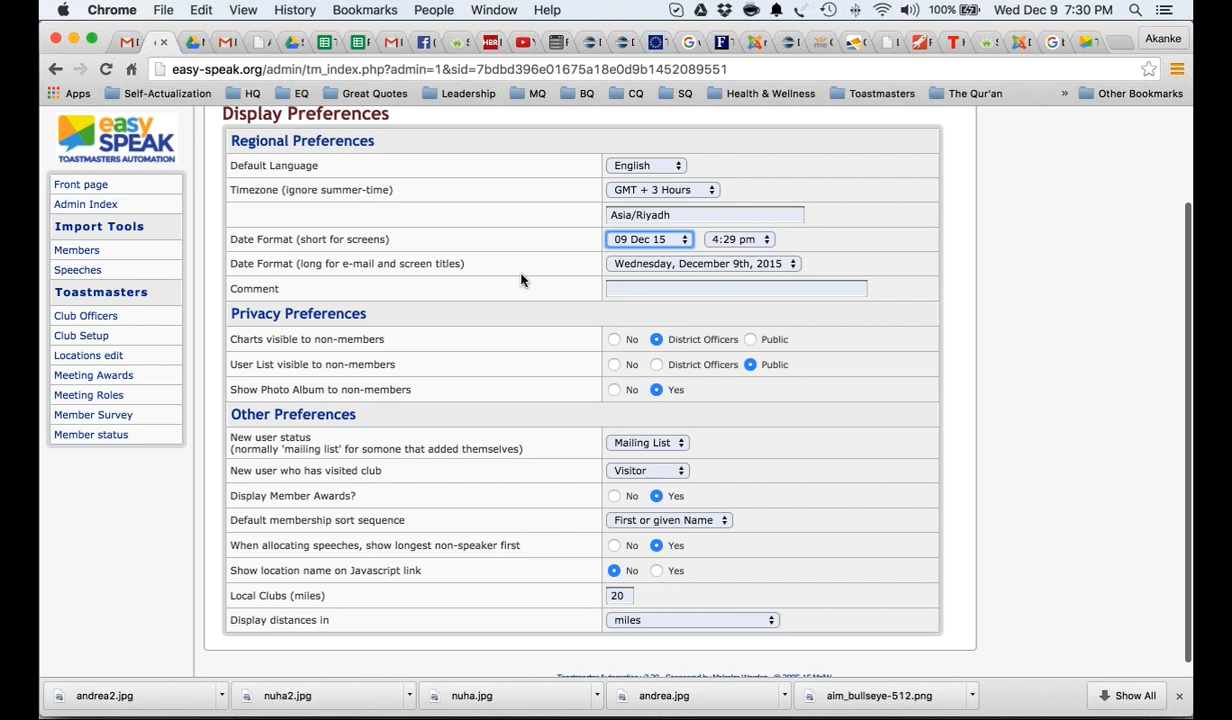 Chrome File Edit View History Bookmarks People Window Help 100% Wed Dec 9 7:30 PM
HBR Akanke
easy-speak.org/admin/tm_index.php?admin=1&sid=7bdbd396e01675a18e0d9b1452089551
Apps Self-Actualization HQ EQ Great Quotes Leadership MQ BQ CQ SQ Health & Wellness Toastmasters The Qur'an » Other Bookmarks
easy
SPEAK
TOASTMASTERS AUTOMATION
Front page
Admin Index
Import Tools
Members
Speeches
Toastmasters
Club Officers
Club Setup
Locations edit
Meeting Awards
Meeting Roles
Member Survey
Member status
Display Preferences
Regional Preferences
Default Language English
Timezone (ignore summer-time) GMT + 3 Hours
Asia/Riyadh
Date Format (short for screens) 09 Dec 15 4:29 pm
Date Format (long for e-mail and screen titles) Wednesday, December 9th, 2015
Comment
Privacy Preferences
Charts visible to non-members No District Officers Public
User List visible to non-members No District Officers Public
Show Photo Album to non-members No Yes
Other Preferences
New user status
(normally 'mailing list' for somone that added themselves) Mailing List
New user who has visited club Visitor
Display Member Awards? No Yes
Default membership sort sequence First or given Name
When allocating speeches, show longest non-speaker first No Yes
Show location name on Javascript link No Yes
Local Clubs (miles) 20
Display distances in miles
andrea2.jpg nuha2.jpg nuha.jpg andrea.jpg aim_bullseye-512.png Show All